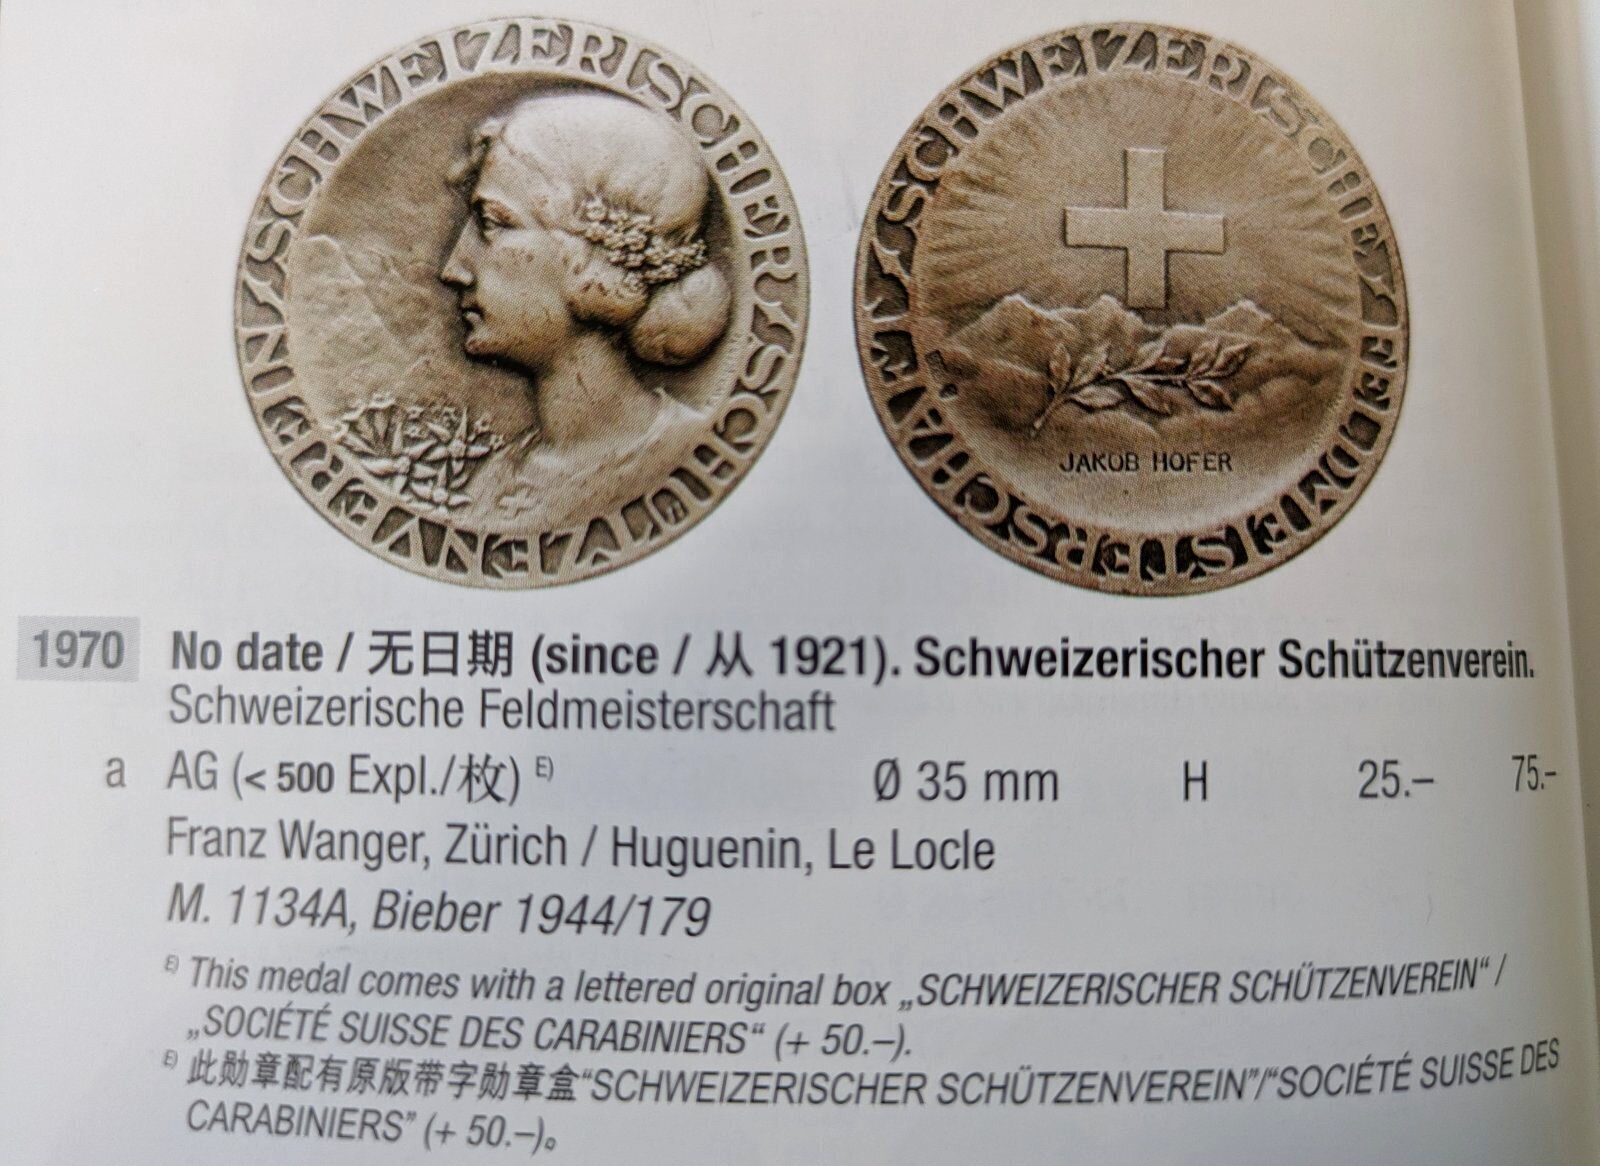 SCHWEIZERISCHER SCHÜTZENVEREIN
SCHWEIZERISCHE FELDMEISTERSCHAFT
JAKOB HOFER
1970 No date / 无日期 (since / 从 1921). Schweizerischer Schützenverein.
Schweizerische Feldmeisterschaft
a AG (< 500 Expl./枚) E) Ø 35 mm H 25.– 75.–
Franz Wanger, Zürich / Huguenin, Le Locle
M. 1134A, Bieber 1944/179
E) This medal comes with a lettered original box „SCHWEIZERISCHER SCHÜTZENVEREIN“ /
„SOCIÉTÉ SUISSE DES CARABINIERS“ (+ 50.–).
E) 此勋章配有原版带字勋章盒“SCHWEIZERISCHER SCHÜTZENVEREIN”/“SOCIÉTÉ SUISSE DES
CARABINIERS” (+ 50.–)。